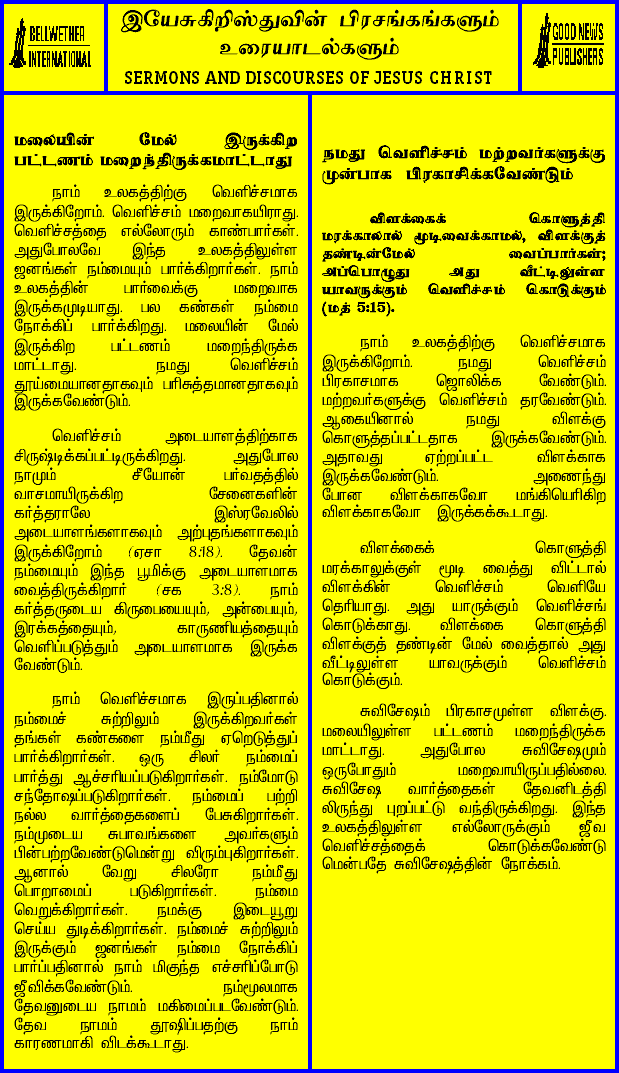 BELLWETHER
INTERNATIONAL
இயேசுகிறிஸ்துவின் பிரசங்கங்களும்
உரையாடல்களும்
SERMONS AND DISCOURSES OF JESUS CHRIST
GOOD NEWS
PUBLISHERS
மலையின் மேல் இருக்கிற
பட்டணம் மறைந்திருக்கமாட்டாது
நாம் உலகத்திற்கு வெளிச்சமாக
இருக்கிறோம். வெளிச்சம் மறைவாகயிராது.
வெளிச்சத்தை எல்லோரும் காண்பார்கள்.
அதுபோலவே இந்த உலகத்திலுள்ள
ஜனங்கள் நம்மையும் பார்க்கிறார்கள். நாம்
உலகத்தின் பார்வைக்கு மறைவாக
இருக்கமுடியாது. பல கண்கள் நம்மை
நோக்கிப் பார்க்கிறது. மலையின் மேல்
இருக்கிற பட்டணம் மறைந்திருக்க
மாட்டாது. நமது வெளிச்சம்
தூய்மையானதாகவும் பரிசுத்தமானதாகவும்
இருக்கவேண்டும்.
வெளிச்சம் அடையாளத்திற்காக
சிருஷ்டிக்கப்பட்டிருக்கிறது. அதுபோல
நாமும் சீயோன் பர்வதத்தில்
வாசமாயிருக்கிற சேனைகளின்
கர்த்தராலே இஸ்ரவேலில்
அடையாளங்களாகவும் அற்புதங்களாகவும்
இருக்கிறோம் (ஏசா 8:18). தேவன்
நம்மையும் இந்த பூமிக்கு அடையாளமாக
வைத்திருக்கிறார் (சக 3:8). நாம்
கர்த்தருடைய கிருபையையும், அன்பையும்,
இரக்கத்தையும், காருணியத்தையும்
வெளிப்படுத்தும் அடையாளமாக இருக்க
வேண்டும்.
நாம் வெளிச்சமாக இருப்பதினால்
நம்மைச் சுற்றிலும் இருக்கிறவர்கள்
தங்கள் கண்களை நம்மீது ஏறெடுத்துப்
பார்க்கிறார்கள். ஒரு சிலர் நம்மைப்
பார்த்து ஆச்சரியப்படுகிறார்கள். நம்மோடு
சந்தோஷப்படுகிறார்கள். நம்மைப் பற்றி
நல்ல வார்த்தைகளைப் பேசுகிறார்கள்.
நம்முடைய சுபாவங்களை அவர்களும்
பின்பற்றவேண்டுமென்று விரும்புகிறார்கள்.
ஆனால் வேறு சிலரோ நம்மீது
பொறாமைப் படுகிறார்கள். நம்மை
வெறுக்கிறார்கள். நமக்கு இடையூறு
செய்ய துடிக்கிறார்கள். நம்மைச் சுற்றிலும்
இருக்கும் ஜனங்கள் நம்மை நோக்கிப்
பார்ப்பதினால் நாம் மிகுந்த எச்சரிப்போடு
ஜீவிக்கவேண்டும். நம்மூலமாக
தேவனுடைய நாமம் மகிமைப்படவேண்டும்.
தேவ நாமம் தூஷிப்பதற்கு நாம்
காரணமாகி விடக்கூடாது.
நமது வெளிச்சம் மற்றவர்களுக்கு
முன்பாக பிரகாசிக்கவேண்டும்
விளக்கைக் கொளுத்தி
மரக்காலால் மூடிவைக்காமல், விளக்குத்
தண்டின்மேல் வைப்பார்கள்;
அப்பொழுது அது வீட்டிலுள்ள
யாவருக்கும் வெளிச்சம் கொடுக்கும்
(மத் 5:15).
நாம் உலகத்திற்கு வெளிச்சமாக
இருக்கிறோம். நமது வெளிச்சம்
பிரகாசமாக ஜொலிக்க வேண்டும்.
மற்றவர்களுக்கு வெளிச்சம் தரவேண்டும்.
ஆகையினால் நமது விளக்கு
கொளுத்தப்பட்டதாக இருக்கவேண்டும்.
அதாவது ஏற்றப்பட்ட விளக்காக
இருக்கவேண்டும். அணைந்து
போன விளக்காகவோ மங்கியெரிகிற
விளக்காகவோ இருக்கக்கூடாது.
விளக்கைக் கொளுத்தி
மரக்காலுக்குள் மூடி வைத்து விட்டால்
விளக்கின் வெளிச்சம் வெளியே
தெரியாது. அது யாருக்கும் வெளிச்சங்
கொடுக்காது. விளக்கை கொளுத்தி
விளக்குத் தண்டின் மேல் வைத்தால் அது
வீட்டிலுள்ள யாவருக்கும் வெளிச்சம்
கொடுக்கும்.
சுவிசேஷம் பிரகாசமுள்ள விளக்கு.
மலையிலுள்ள பட்டணம் மறைந்திருக்க
மாட்டாது. அதுபோல சுவிசேஷமும்
ஒருபோதும் மறைவாயிருப்பதில்லை.
சுவிசேஷ வார்த்தைகள் தேவனிடத்தி
லிருந்து புறப்பட்டு வந்திருக்கிறது. இந்த
உலகத்திலுள்ள எல்லோருக்கும் ஜீவ
வெளிச்சத்தைக் கொடுக்கவேண்டு
மென்பதே சுவிசேஷத்தின் நோக்கம்.